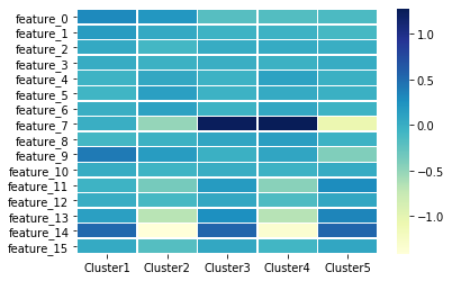 feature_0
feature_1
feature_2
feature_3
feature_4
feature_5
feature_6
feature_7
feature_8
feature_9
feature_10
feature_11
feature_12
feature_13
feature_14
feature_15
Cluster1 Cluster2 Cluster3 Cluster4 Cluster5
1.0
0.5
0.0
−0.5
−1.0